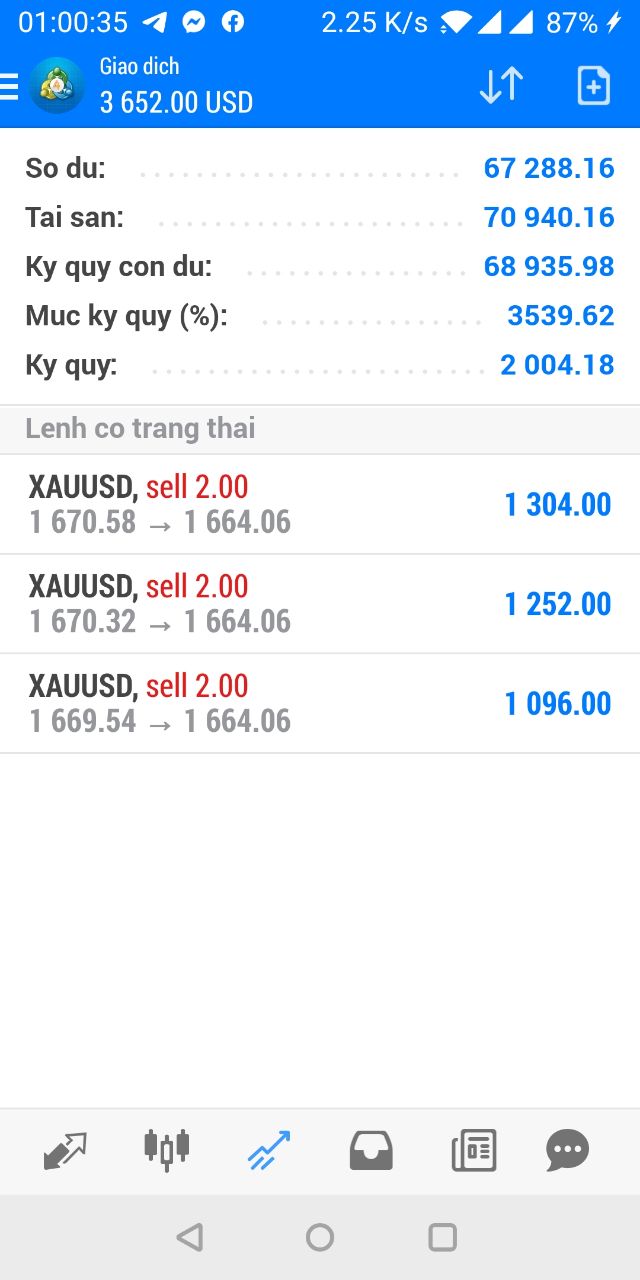 01:00:35 2.25 K/s 87%
Giao dich
3 652.00 USD
So du: 67 288.16
Tai san: 70 940.16
Ky quy con du: 68 935.98
Muc ky quy (%): 3539.62
Ky quy: 2 004.18
Lenh co trang thai
XAUUSD, sell 2.00
1 670.58 → 1 664.06 1 304.00
XAUUSD, sell 2.00
1 670.32 → 1 664.06 1 252.00
XAUUSD, sell 2.00
1 669.54 → 1 664.06 1 096.00